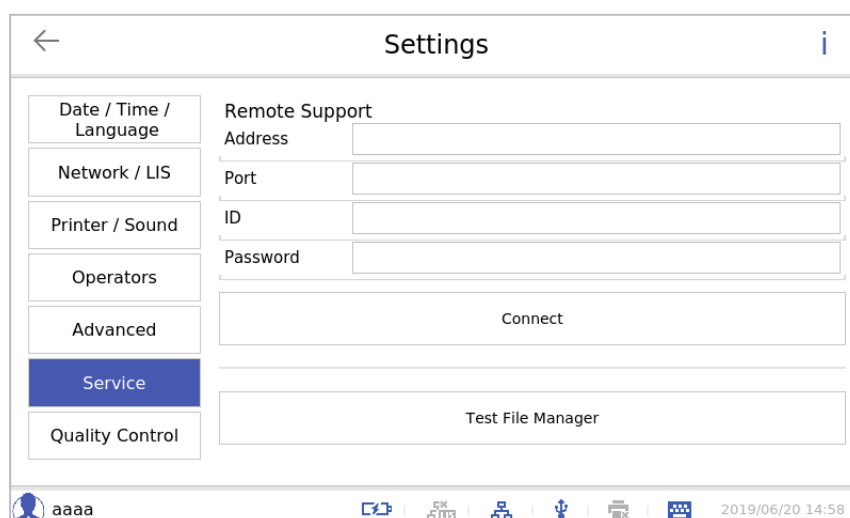 Settings
i
Date / Time /
Language
Network / LIS
Printer / Sound
Operators
Advanced
Service
Quality Control
Remote Support
Address
Port
ID
Password
Connect
Test File Manager
aaaa
2019/06/20 14:58